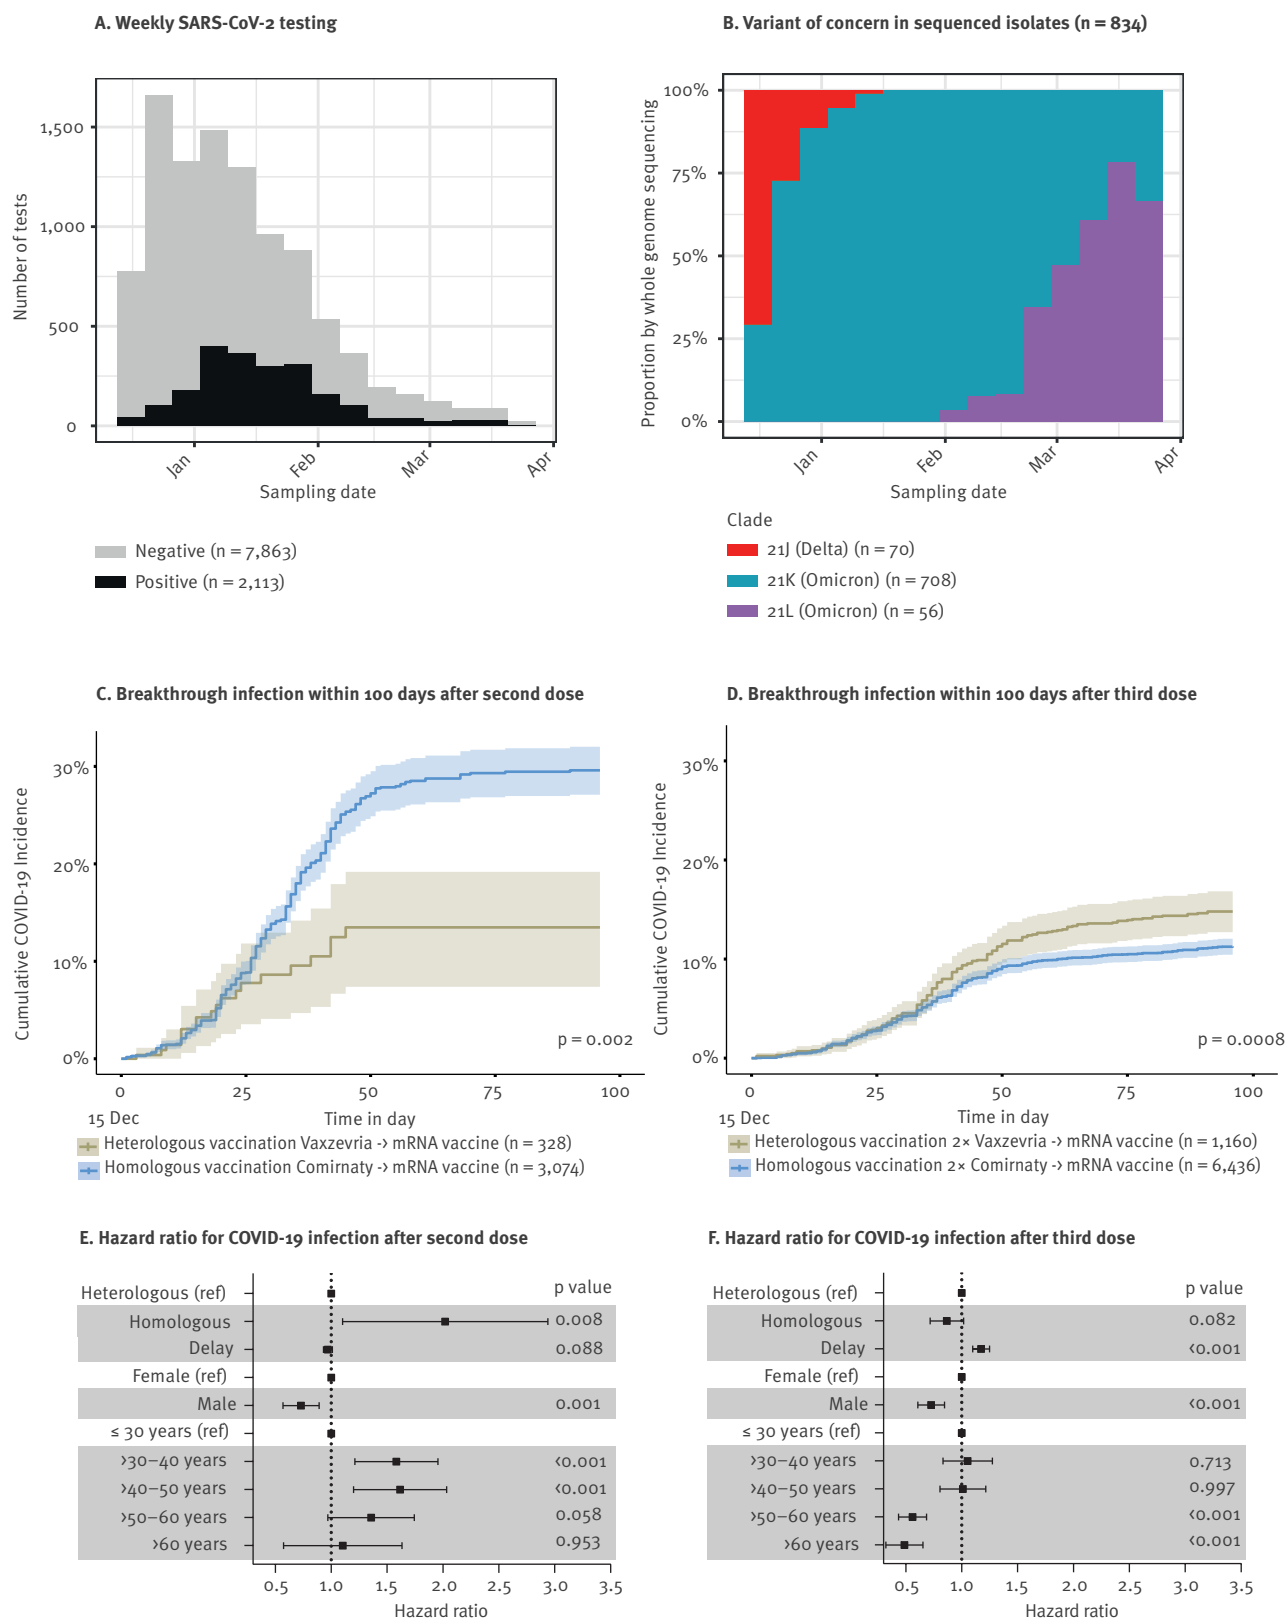 A. Weekly SARS-CoV-2 testing
Number of tests
1,500
1,000
500
0
Jan
Feb
Mar
Apr
Sampling date
Negative (n = 7,863)
Positive (n = 2,113)
B. Variant of concern in sequenced isolates (n = 834)
Proportion by whole genome sequencing
100%
75%
50%
25%
0%
Jan
Feb
Mar
Apr
Sampling date
Clade
21J (Delta) (n = 70)
21K (Omicron) (n = 708)
21L (Omicron) (n = 56)
C. Breakthrough infection within 100 days after second dose
Cumulative COVID-19 Incidence
30%
20%
10%
0%
p = 0.002
0
25
50
75
100
15 Dec
Time in day
Heterologous vaccination Vaxzevria -> mRNA vaccine (n = 328)
Homologous vaccination Comirnaty -> mRNA vaccine (n = 3,074)
D. Breakthrough infection within 100 days after third dose
Cumulative COVID-19 Incidence
30%
20%
10%
0%
p = 0.0008
0
25
50
75
100
15 Dec
Time in day
Heterologous vaccination 2× Vaxzevria -> mRNA vaccine (n = 1,160)
Homologous vaccination 2× Comirnaty -> mRNA vaccine (n = 6,436)
E. Hazard ratio for COVID-19 infection after second dose
p value
Heterologous (ref)
Homologous 0.008
Delay 0.088
Female (ref)
Male 0.001
≤ 30 years (ref)
>30–40 years <0.001
>40–50 years <0.001
>50–60 years 0.058
>60 years 0.953
0.5 1.0 1.5 2.0 2.5 3.0 3.5
Hazard ratio
F. Hazard ratio for COVID-19 infection after third dose
p value
Heterologous (ref)
Homologous 0.082
Delay <0.001
Female (ref)
Male <0.001
≤ 30 years (ref)
>30–40 years 0.713
>40–50 years 0.997
>50–60 years <0.001
>60 years <0.001
0.5 1.0 1.5 2.0 2.5 3.0 3.5
Hazard ratio